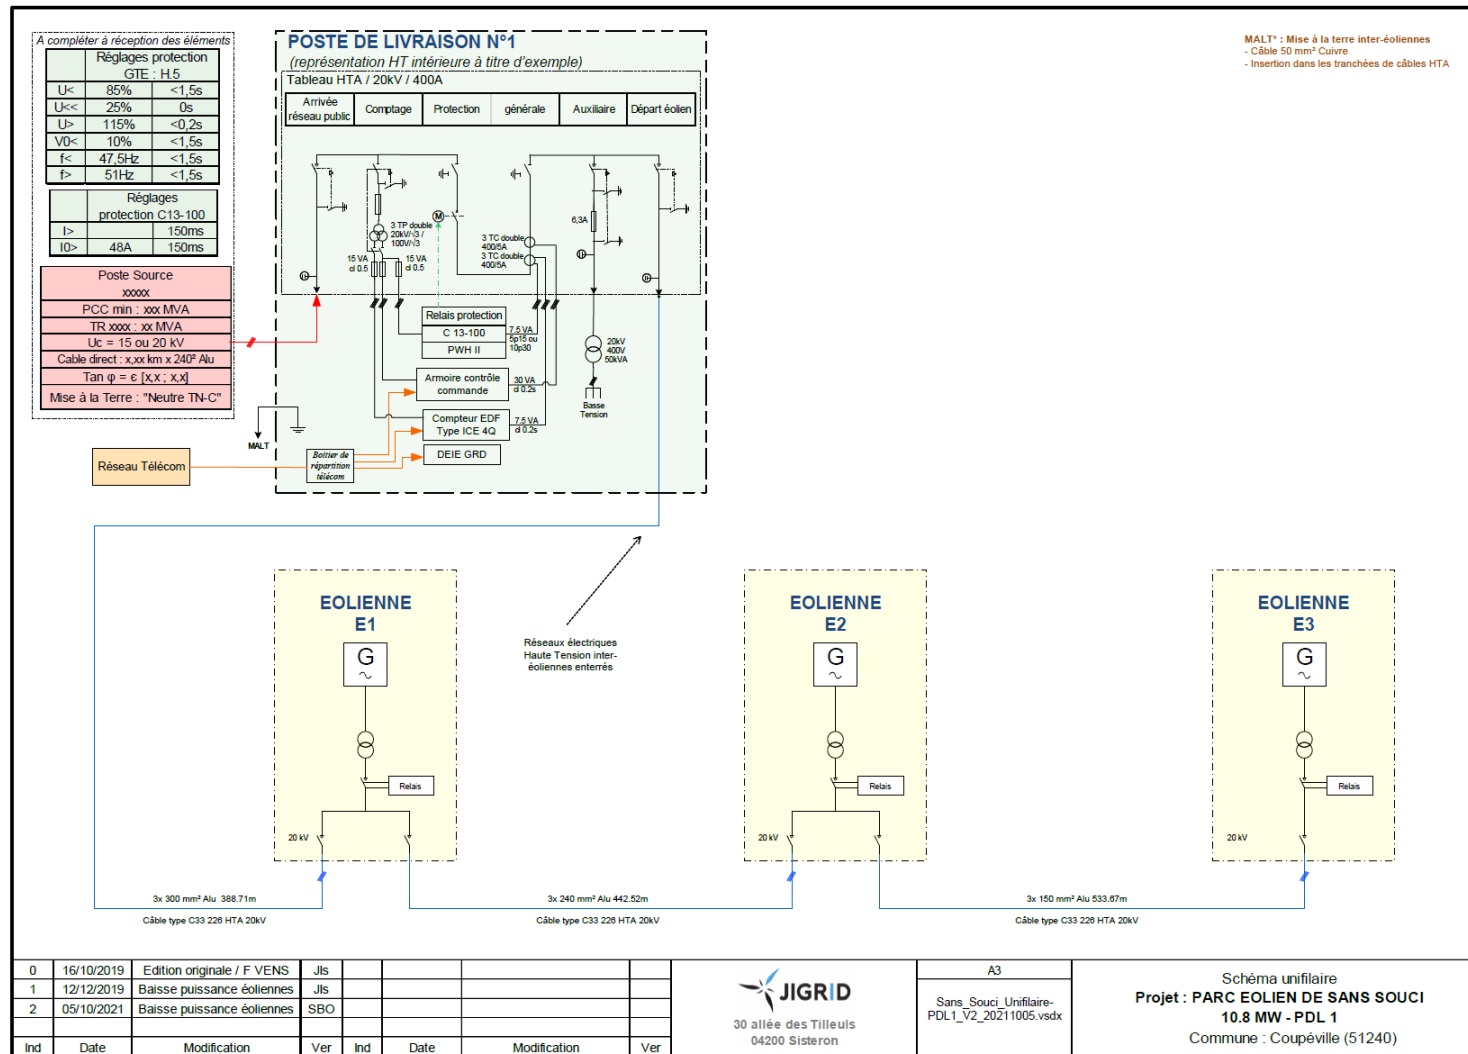 A compléter à réception des éléments
Réglages protection
GTE : H.5
U< 85% <1,5s
U<< 25% 0s
U> 115% <0,2s
V0< 10% <1,5s
f< 47,5Hz <1,5s
f> 51Hz <1,5s
Réglages
protection C13-100
I> 150ms
I0> 48A 150ms
Poste Source
xxxxx
PCC min : xxx MVA
TR xxxx : xx MVA
Uc = 15 ou 20 kV
Cable direct : x,xx km x 240² Alu
Tan φ = є [x,x ; x,x]
Mise à la Terre : "Neutre TN-C"
POSTE DE LIVRAISON N°1
(représentation HT intérieure à titre d'exemple)
Tableau HTA / 20kV / 400A
Arrivée
réseau public
Comptage
Protection
générale
Auxiliaire
Départ éolien
M
3 TP double
20kV/√3 /
100V/√3
15 VA
cl 0.5
15 VA
cl 0.5
3 TC double
400/5A
3 TC double
400/5A
6,3A
Relais protection
C 13-100
PWH II
7.5 VA
5p15 ou
10p30
20kV
400V
50kVA
Armoire contrôle
commande
30 VA
cl 0.2s
Basse
Tension
Compteur EDF
Type ICE 4Q
7.5 VA
cl 0.2s
DEIE GRD
MALT
Boitier de
répartition
télécom
Réseau Télécom
MALT* : Mise à la terre inter-éoliennes
- Câble 50 mm² Cuivre
- Insertion dans les tranchées de câbles HTA
Réseaux électriques
Haute Tension inter-
éoliennes enterrés
EOLIENNE
E1
G
Relais
20 kV
EOLIENNE
E2
G
Relais
20 kV
EOLIENNE
E3
G
Relais
20 kV
3x 300 mm² Alu 388.71m
Câble type C33 226 HTA 20kV
3x 240 mm² Alu 442.52m
Câble type C33 226 HTA 20kV
3x 150 mm² Alu 533.67m
Câble type C33 226 HTA 20kV
0 16/10/2019 Edition originale / F VENS Jls
1 12/12/2019 Baisse puissance éoliennes Jls
2 05/10/2021 Baisse puissance éoliennes SBO
Ind Date Modification Ver Ind Date Modification Ver
JIGRID
30 allée des Tilleuls
04200 Sisteron
A3
Sans_Souci_Unifilaire-
PDL1_V2_20211005.vsdx
Schéma unifilaire
Projet : PARC EOLIEN DE SANS SOUCI
10.8 MW - PDL 1
Commune : Coupéville (51240)